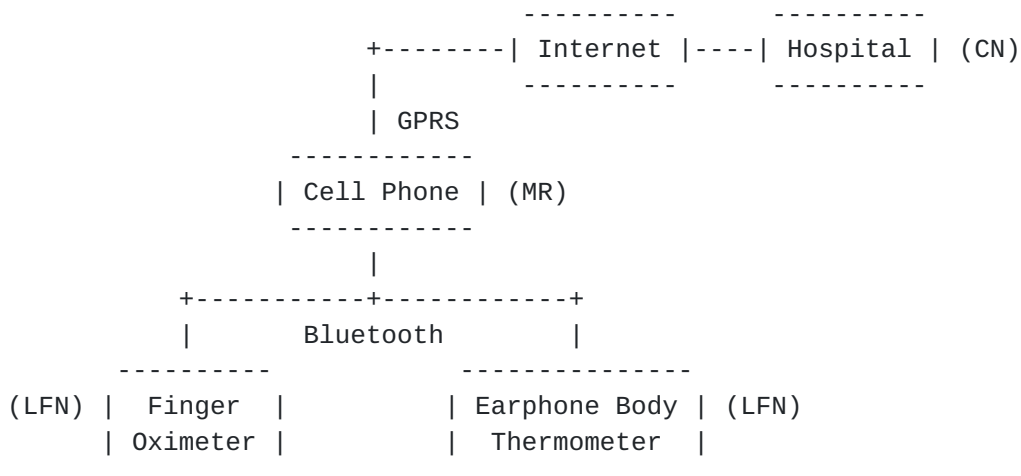 Internet Hospital (CN)
GPRS
Cell Phone (MR)
Bluetooth
(LFN) Finger Earphone Body (LFN)
Oximeter Thermometer